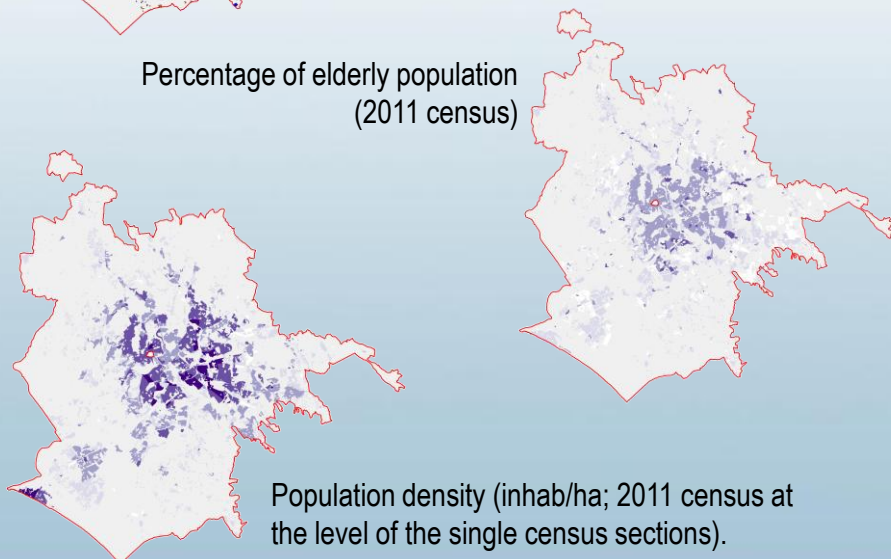 Percentage of elderly population
(2011 census)
Population density (inhab/ha; 2011 census at
the level of the single census sections).